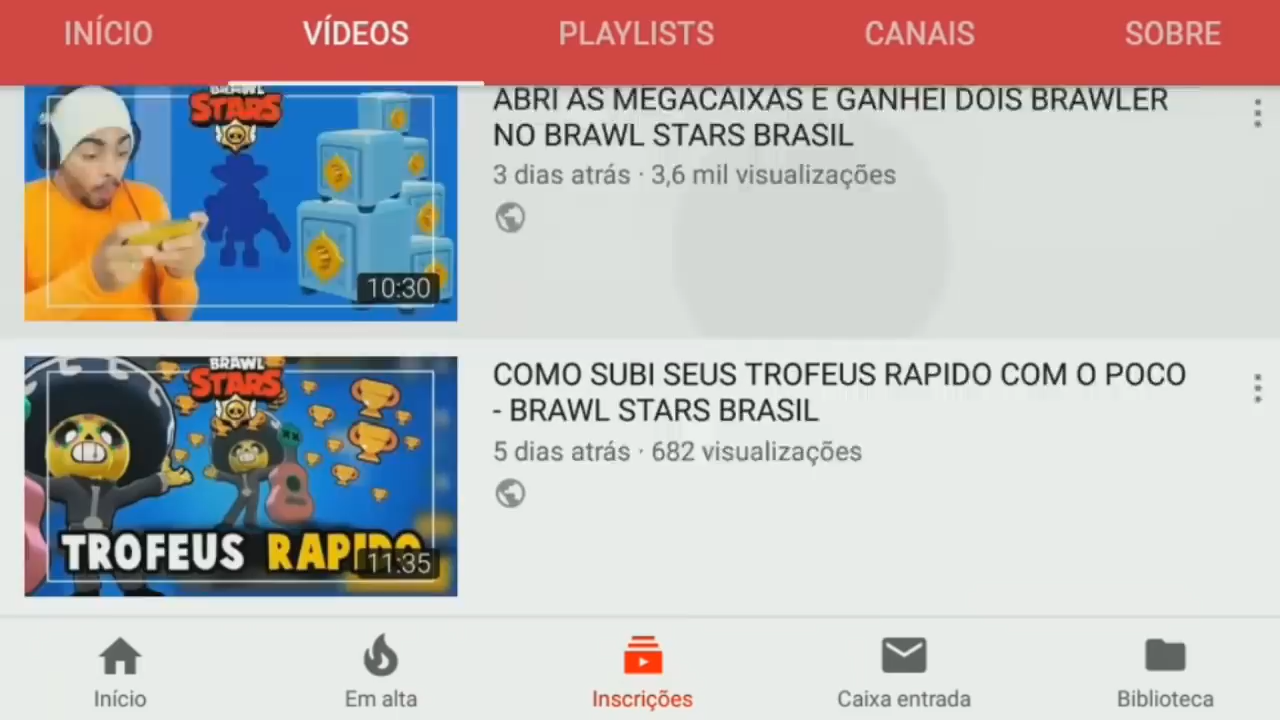 INÍCIO
VÍDEOS
PLAYLISTS
CANAIS
SOBRE
BRAWL
STARS
10:30
ABRI AS MEGACAIXAS E GANHEI DOIS BRAWLER
NO BRAWL STARS BRASIL
3 dias atrás · 3,6 mil visualizações
BRAWL
STARS
TROFEUS RAPIDO
11:35
COMO SUBI SEUS TROFEUS RAPIDO COM O POCO
- BRAWL STARS BRASIL
5 dias atrás · 682 visualizações
Início
Em alta
Inscrições
Caixa entrada
Biblioteca